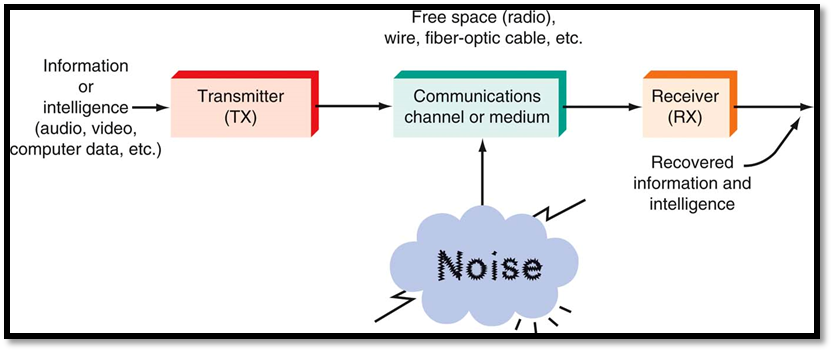 Free space (radio),
wire, fiber-optic cable, etc.
Information
or
intelligence
(audio, video,
computer data, etc.)
Transmitter
(TX)
Communications
channel or medium
Receiver
(RX)
Recovered
information and
intelligence
Noise